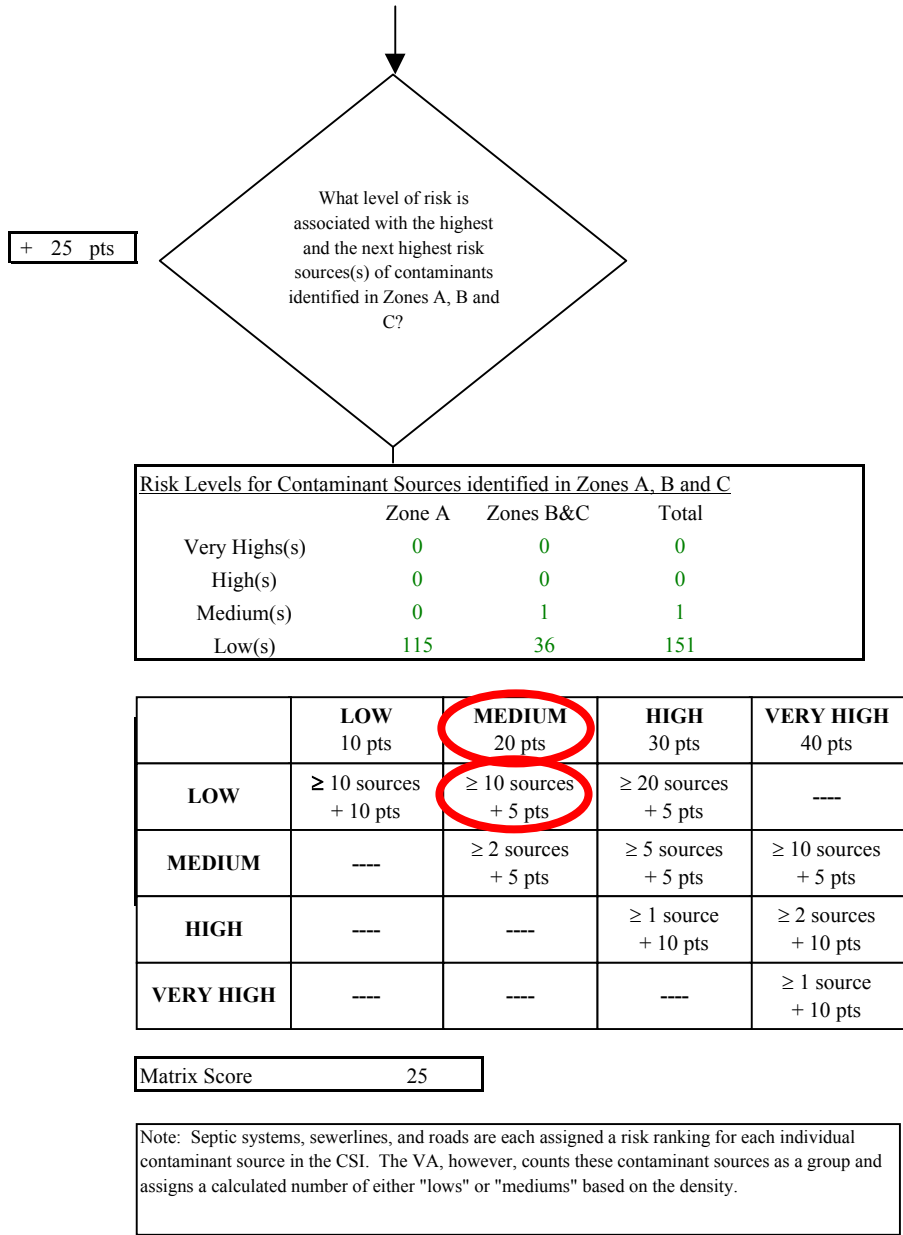 What level of risk is
associated with the highest
and the next highest risk
sources(s) of contaminants
identified in Zones A, B and
C?
+ 25 pts
Risk Levels for Contaminant Sources identified in Zones A, B and C
Zone A Zones B&C Total
Very Highs(s) 0 0 0
High(s) 0 0 0
Medium(s) 0 1 1
Low(s) 115 36 151
LOW MEDIUM HIGH VERY HIGH
10 pts 20 pts 30 pts 40 pts
LOW ≥ 10 sources ≥ 10 sources ≥ 20 sources ----
+ 10 pts + 5 pts + 5 pts
MEDIUM ---- ≥ 2 sources ≥ 5 sources ≥ 10 sources
+ 5 pts + 5 pts + 5 pts
HIGH ---- ---- ≥ 1 source ≥ 2 sources
+ 10 pts + 10 pts
VERY HIGH ---- ---- ---- ≥ 1 source
+ 10 pts
Matrix Score 25
Note: Septic systems, sewerlines, and roads are each assigned a risk ranking for each individual
contaminant source in the CSI. The VA, however, counts these contaminant sources as a group and
assigns a calculated number of either "lows" or "mediums" based on the density.